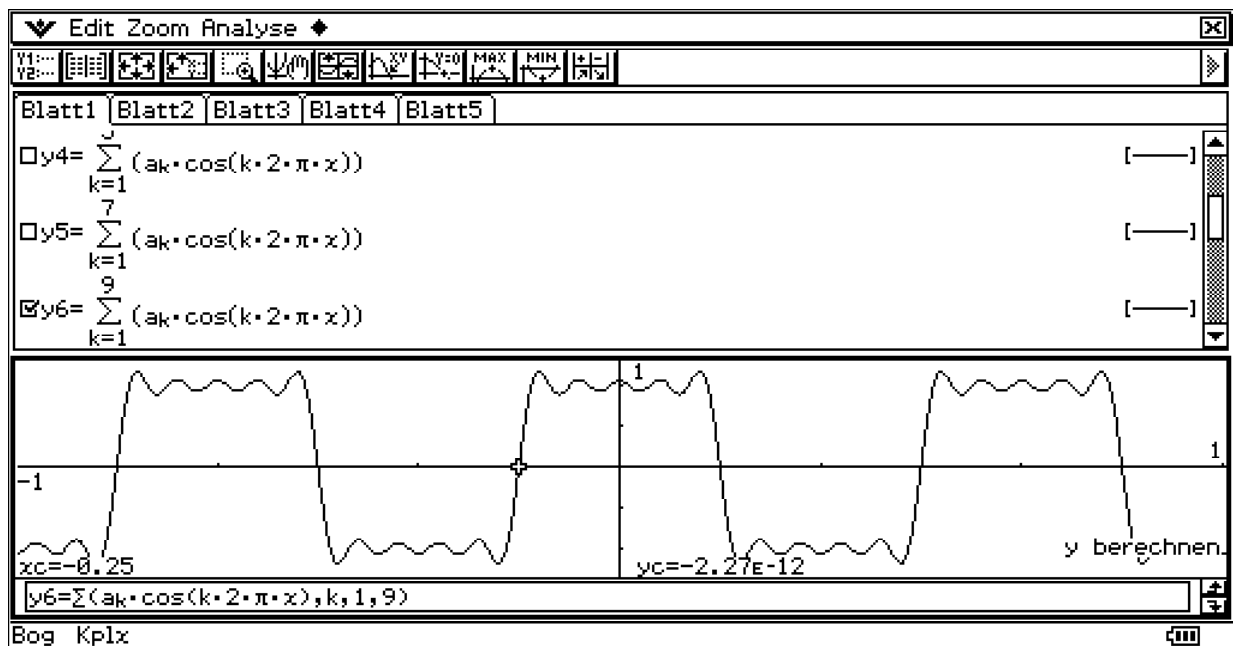 Edit Zoom Analyse
Blatt1 Blatt2 Blatt3 Blatt4 Blatt5
y4= ∑ (aₖ·cos(k·2·π·x))
k=1
7
y5= ∑ (aₖ·cos(k·2·π·x))
k=1
9
y6= ∑ (aₖ·cos(k·2·π·x))
k=1
1
-1
1
y berechnen
xc=-0.25 yc=-2.27ᴇ-12
y6=∑(aₖ·cos(k·2·π·x),k,1,9)
Bog Kplx